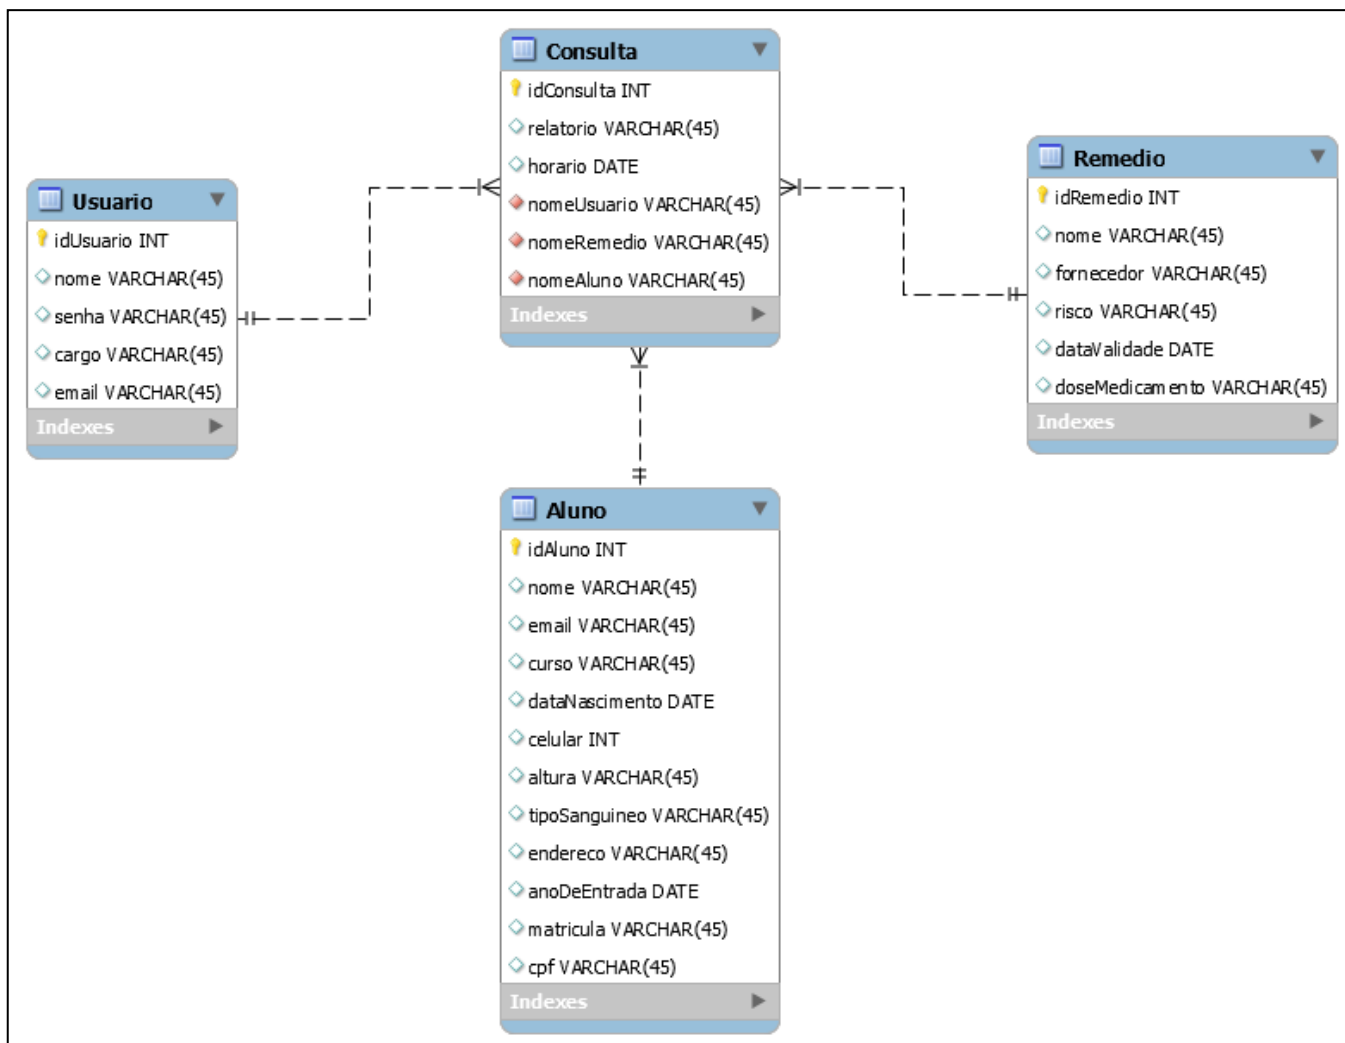 Consulta
idConsulta INT
relatorio VARCHAR(45)
horario DATE
nomeUsuario VARCHAR(45)
nomeRemedio VARCHAR(45)
nomeAluno VARCHAR(45)
Indexes
Usuario
idUsuario INT
nome VARCHAR(45)
senha VARCHAR(45)
cargo VARCHAR(45)
email VARCHAR(45)
Indexes
Remedio
idRemedio INT
nome VARCHAR(45)
fornecedor VARCHAR(45)
risco VARCHAR(45)
dataValidade DATE
doseMedicamento VARCHAR(45)
Indexes
Aluno
idAluno INT
nome VARCHAR(45)
email VARCHAR(45)
curso VARCHAR(45)
dataNascimento DATE
celular INT
altura VARCHAR(45)
tipoSanguineo VARCHAR(45)
endereco VARCHAR(45)
anoDeEntrada DATE
matricula VARCHAR(45)
cpf VARCHAR(45)
Indexes